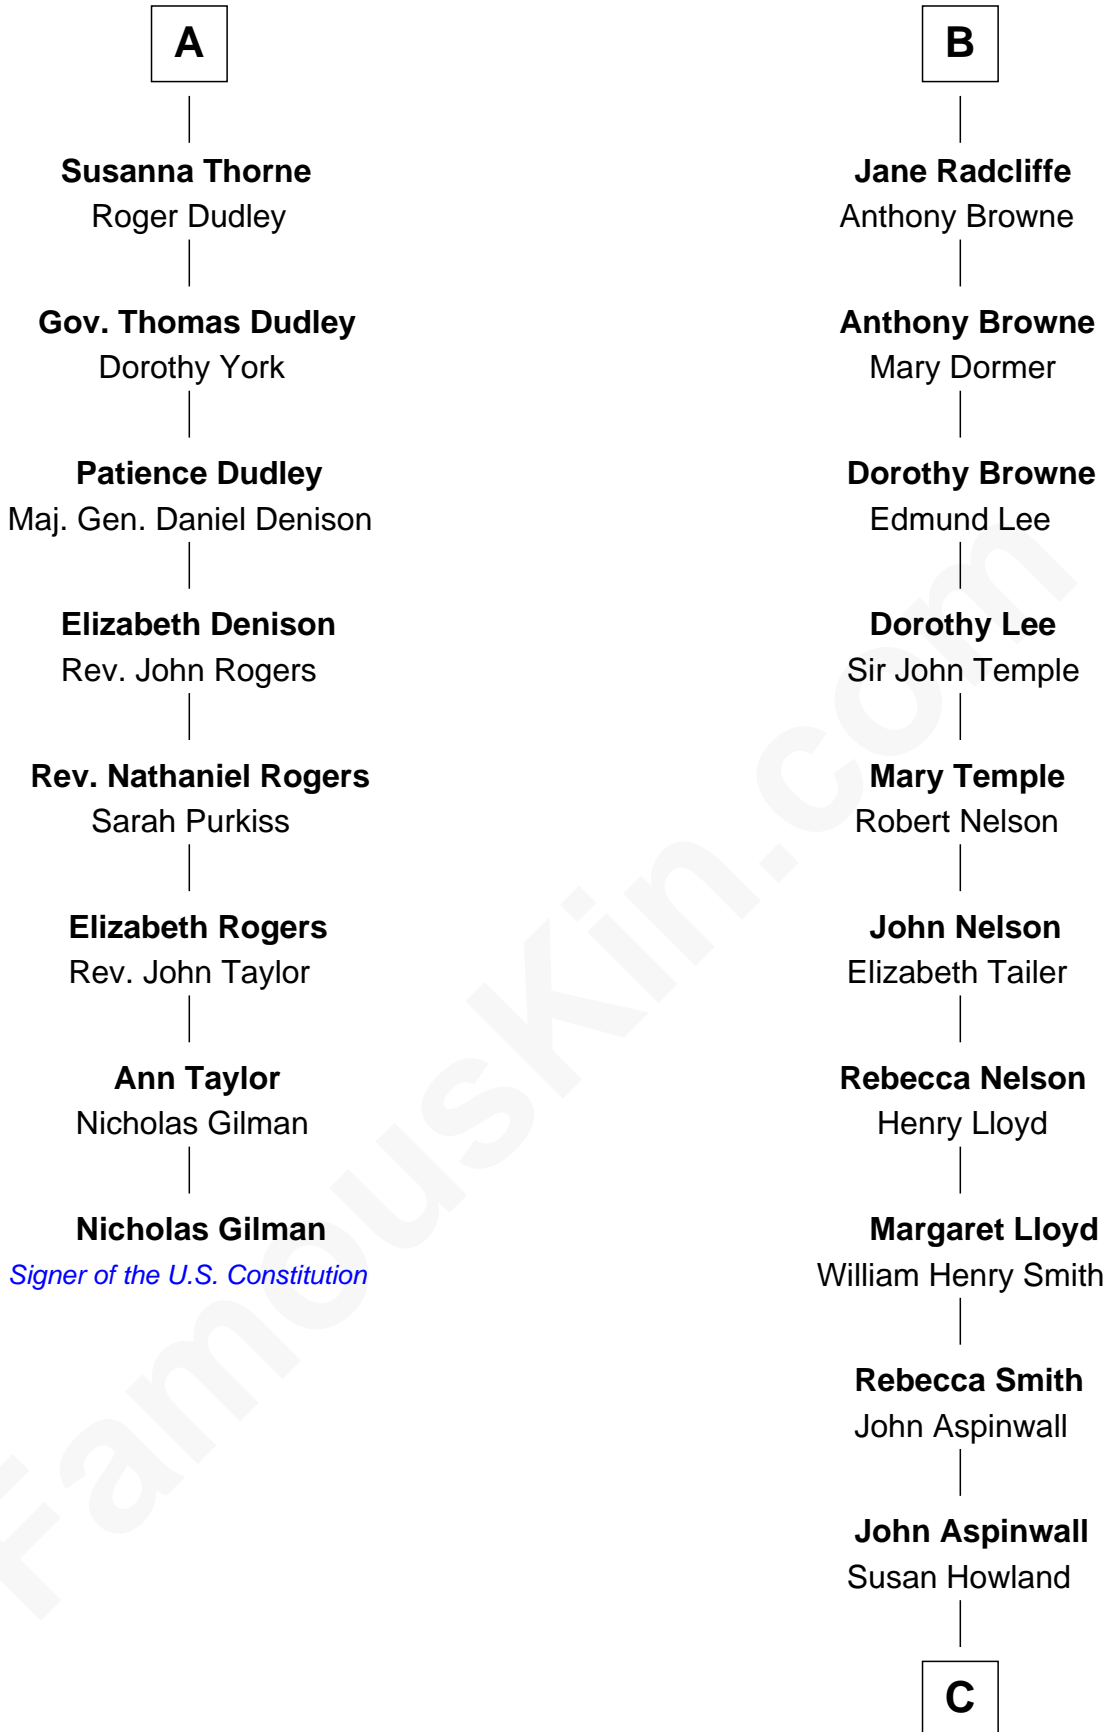 A
Susanna Thorne
Roger Dudley
Gov. Thomas Dudley
Dorothy York
Patience Dudley
Maj. Gen. Daniel Denison
Elizabeth Denison
Rev. John Rogers
Rev. Nathaniel Rogers
Sarah Purkiss
Elizabeth Rogers
Rev. John Taylor
Ann Taylor
Nicholas Gilman
Nicholas Gilman
Signer of the U.S. Constitution
B
Jane Radcliffe
Anthony Browne
Anthony Browne
Mary Dormer
Dorothy Browne
Edmund Lee
Dorothy Lee
Sir John Temple
Mary Temple
Robert Nelson
John Nelson
Elizabeth Tailer
Rebecca Nelson
Henry Lloyd
Margaret Lloyd
William Henry Smith
Rebecca Smith
John Aspinwall
John Aspinwall
Susan Howland
C
FamousKin.com